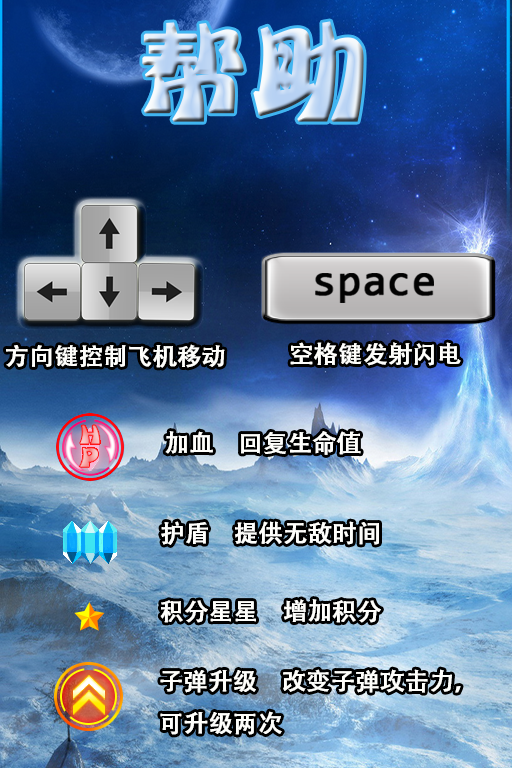 帮助
space
方向键控制飞机移动
空格键发射闪电
HP
加血 回复生命值
护盾 提供无敌时间
积分星星 增加积分
子弹升级 改变子弹攻击力,
可升级两次